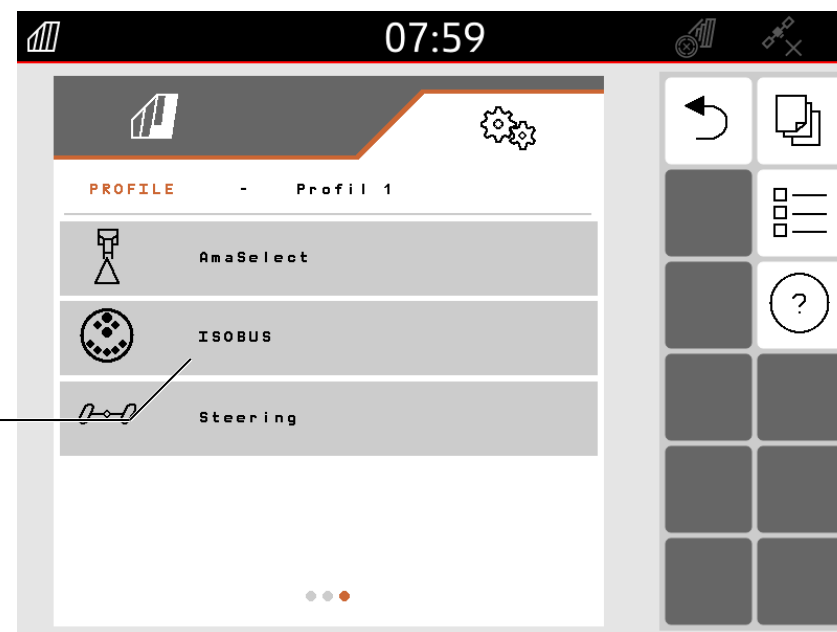 07:59
PROFILE - Profil 1
AmaSelect
ISOBUS
?
Steering